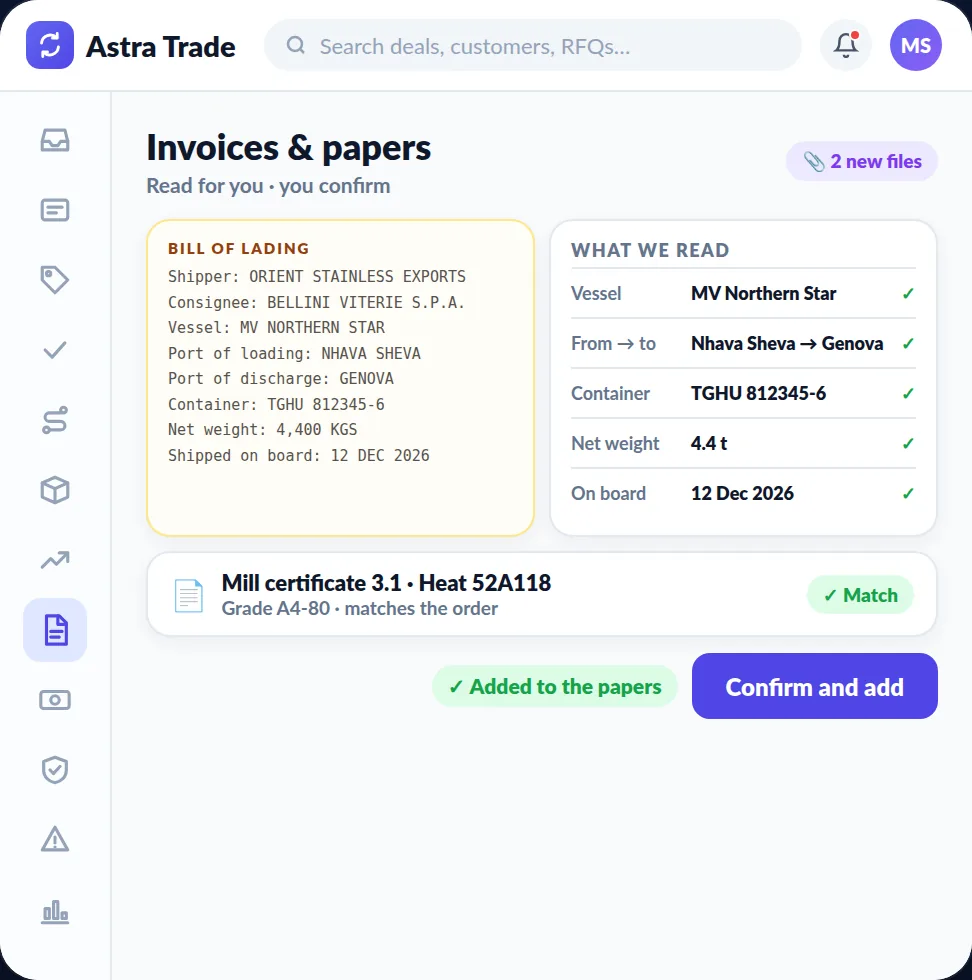 Astra Trade
Search deals, customers, RFQs...
MS
Invoices & papers
Read for you · you confirm
📎 2 new files
BILL OF LADING
Shipper: ORIENT STAINLESS EXPORTS
Consignee: BELLINI VITERIE S.P.A.
Vessel: MV NORTHERN STAR
Port of loading: NHAVA SHEVA
Port of discharge: GENOVA
Container: TGHU 812345-6
Net weight: 4,400 KGS
Shipped on board: 12 DEC 2026
WHAT WE READ
Vessel MV Northern Star ✓
From → to Nhava Sheva → Genova ✓
Container TGHU 812345-6 ✓
Net weight 4.4 t ✓
On board 12 Dec 2026 ✓
Mill certificate 3.1 · Heat 52A118
Grade A4-80 · matches the order
✓ Match
✓ Added to the papers
Confirm and add